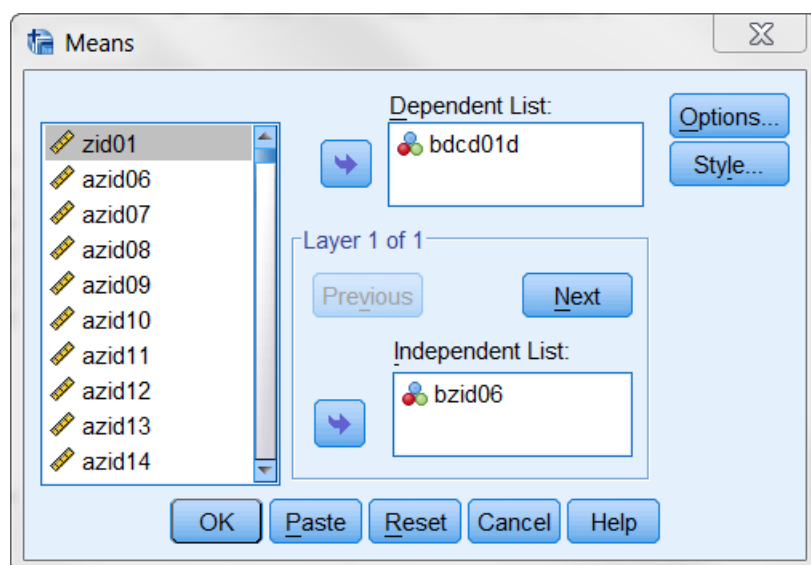 Means
zid01
azid06
azid07
azid08
azid09
azid10
azid11
azid12
azid13
azid14
Dependent List:
bdcd01d
Options...
Style...
Layer 1 of 1
Previous
Next
Independent List:
bzid06
OK
Paste
Reset
Cancel
Help